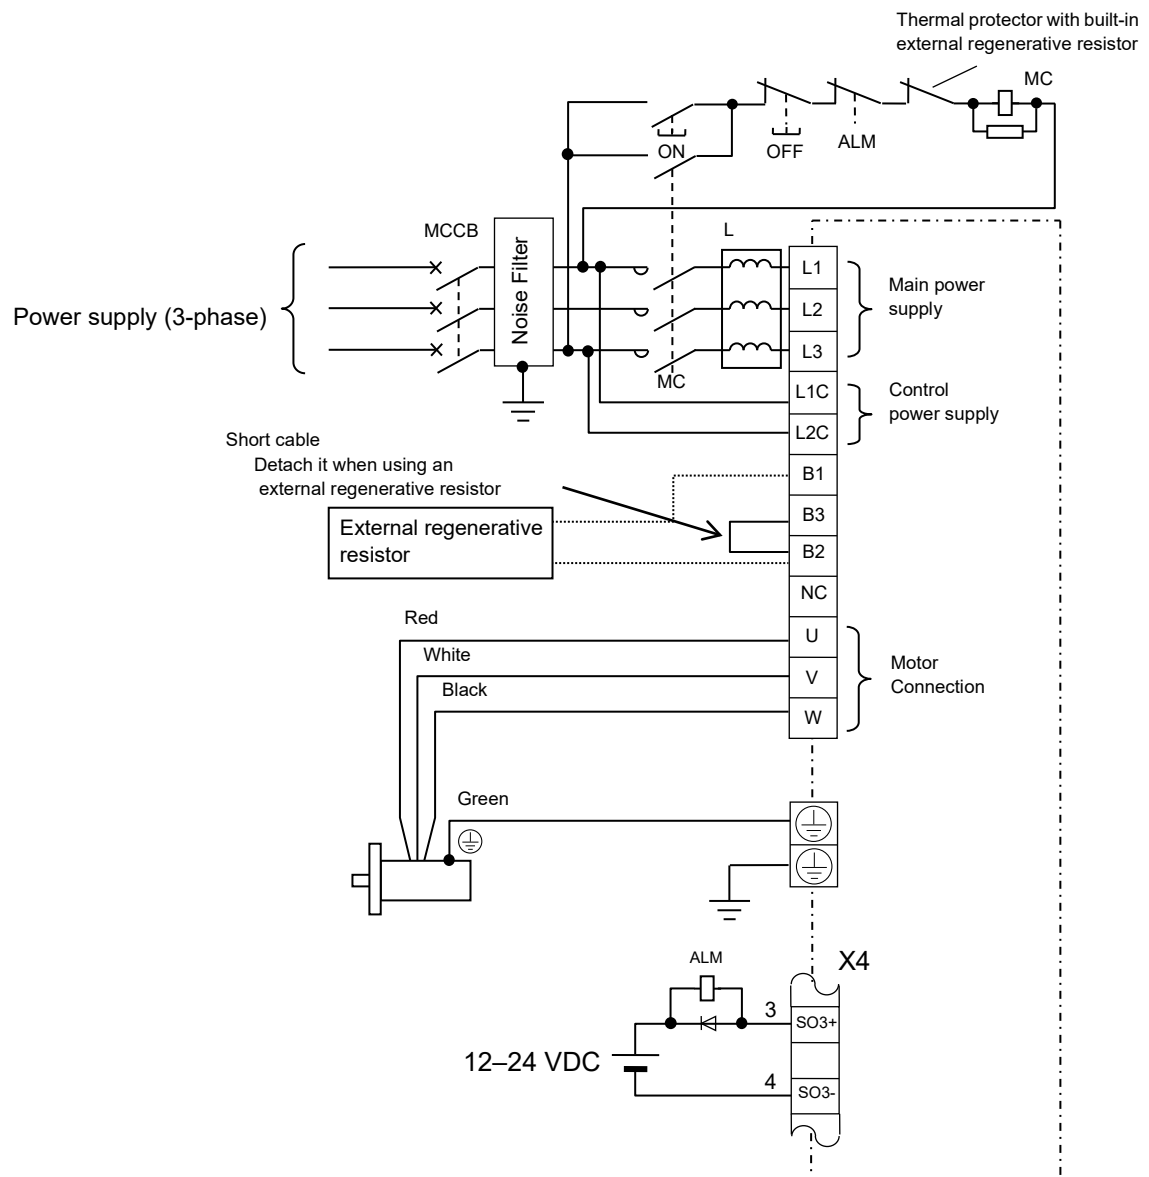 Thermal protector with built-in
external regenerative resistor
MC
ON
OFF
ALM
MCCB
Noise Filter
L
Power supply (3-phase)
MC
L1
L2
L3
L1C
L2C
B1
B3
B2
NC
U
V
W
Main power
supply
Control
power supply
Short cable
Detach it when using an
external regenerative resistor
External regenerative
resistor
Red
White
Black
Motor
Connection
Green
X4
ALM
3
SO3+
12–24 VDC
4
SO3-